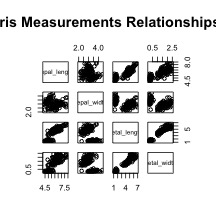 ris Measurements Relationships
2.0 4.0
0.5 2.5
epal_leng
4.5 8.0
2.0
epal_widt
etal_lengt
1 5
0.5
etal_widt
4.5 7.5
1 4 7